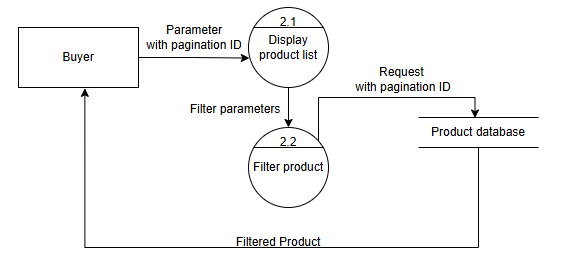 Parameter
with pagination ID
2.1
Display
product list
Buyer
Request
with pagination ID
Filter parameters
Product database
2.2
Filter product
Filtered Product